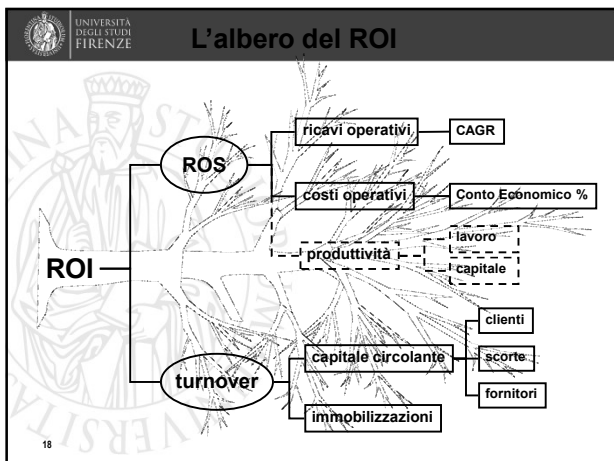 UNIVERSITÀ
DEGLI STUDI
FIRENZE
L'albero del ROI
ricavi operativi
CAGR
ROS
costi operativi
Conto Economico %
lavoro
produttività
capitale
ROI
clienti
capitale circolante
scorte
turnover
fornitori
immobilizzazioni
18